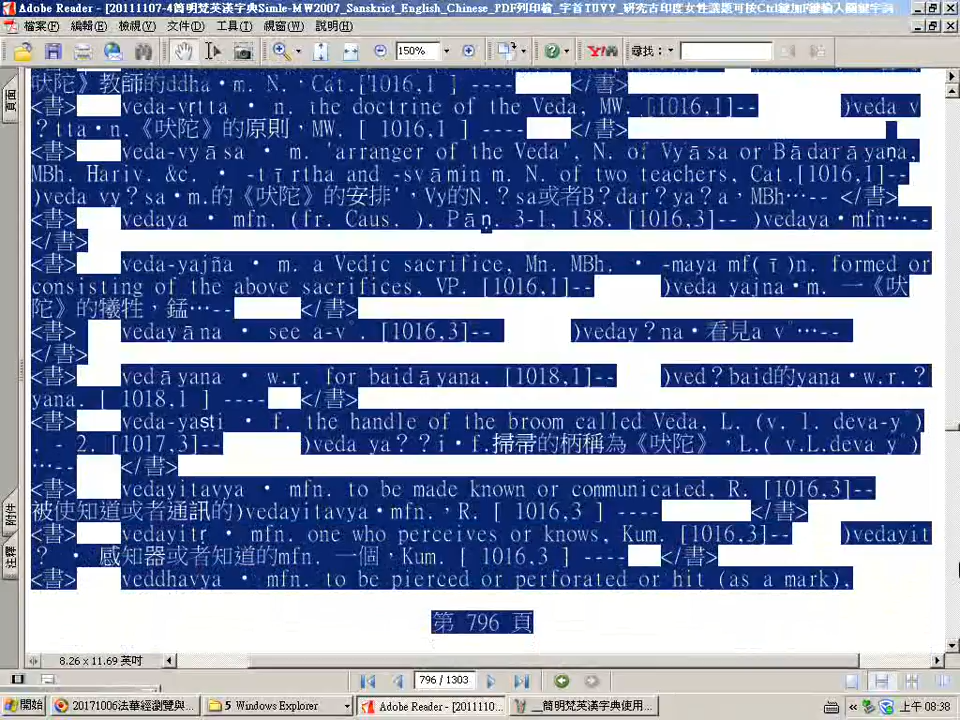 Adobe Reader - [20111107-4簡明梵英漢字典Simle-MW2007_Sanskrict_English_Chinese_PDF列印檔_字首TUVY_研究古印度女性議題可按Ctrl鍵加F鍵輸入關鍵字詞
檔案(F) 編輯(E) 檢視(V) 文件(D) 工具(T) 視窗(W) 說明(H)
150% 尋找:
吠陀》教師的ddha‧m. N. ‧Cat.[1016,1 ] ---- </書>
<書> veda-vṛtta ‧ n. the doctrine of the Veda, MW. [1016,1]-- )veda v
?tta‧n.《吠陀》的原則,MW. [ 1016,1 ] ---- </書>
<書> veda-vyāsa ‧ m. 'arranger of the Veda', N. of Vyāsa or Bādarāyaṇa,
MBh. Hariv. &c. ‧ -tīrtha and -svāmin m. N. of two teachers, Cat.[1016,1]--
)veda vy?sa‧m.的《吠陀》的安排',Vy的N.?sa或者B?dar?ya?a,MBh⋯ </書>
<書> vedaya ‧ mfn. (fr. Caus. ), Pāṇ. 3-1, 138. [1016,3]-- )vedaya‧mfn⋯--
</書>
<書> veda-yajña ‧ m. a Vedic sacrifice, Mn. MBh. ‧ -maya mf(ī)n. formed or
consisting of the above sacrifices, VP. [1016,1]-- )veda yajna‧m. 一《吠
陀》的犧牲,錳⋯-- </書>
<書> vedayāna ‧ see a-v°. [1016,3]-- )veday?na‧看見a v°⋯--
</書>
<書> vedāyana ‧ w.r. for baidāyana. [1018,1]-- )ved?baid的yana‧w.r.?
yana. [ 1018,1 ] ---- </書>
<書> veda-yaṣṭi ‧ f. the handle of the broom called Veda, L. (v. l. deva-y°)
. - 2. [1017,3]-- )veda ya??i‧f.掃帚的柄稱為《吠陀》,L.( v.L.deva y°)
⋯-- </書>
<書> vedayitavya ‧ mfn. to be made known or communicated, R. [1016,3]--
被使知道或者通訊的)vedayitavya‧mfn.,R. [ 1016,3 ] ---- </書>
<書> vedayitṛ ‧ mfn. one who perceives or knows, Kum. [1016,3]-- )vedayit
? ‧ 感知器或者知道的mfn. 一個,Kum. [ 1016,3 ] ---- </書>
<書> veddhavya ‧ mfn. to be pierced or perforated or hit (as a mark),
第 796 頁
頁面
附件
注釋
8.26 x 11.69 英吋
796 / 1303
開始 20171006法華經瀏覽與... 5 Windows Explorer Adobe Reader - [2011110... __簡明梵英漢字典使用... 上午 08:38